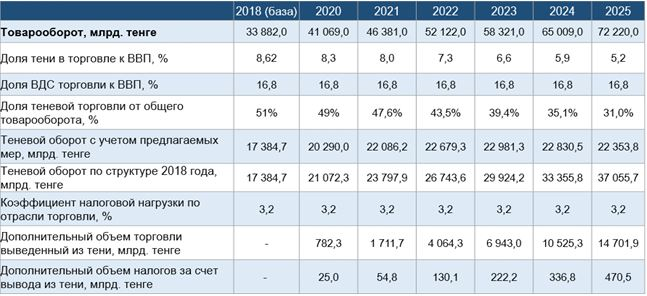 2018 (база) 2020 2021 2022 2023 2024 2025
Товарооборот, млрд. тенге 33 882,0 41 069,0 46 381,0 52 122,0 58 321,0 65 009,0 72 220,0
Доля тени в торговле к ВВП, % 8,62 8,3 8,0 7,3 6,6 5,9 5,2
Доля ВДС торговли к ВВП, % 16,8 16,8 16,8 16,8 16,8 16,8 16,8
Доля теневой торговли от общего
товарооборота, % 51% 49% 47,6% 43,5% 39,4% 35,1% 31,0%
Теневой оборот с учетом предлагаемых
мер, млрд. тенге 17 384,7 20 290,0 22 086,2 22 679,3 22 981,3 22 830,5 22 353,8
Теневой оборот по структуре 2018 года,
млрд. тенге 17 384,7 21 072,3 23 797,9 26 743,6 29 924,2 33 355,8 37 055,7
Коэффициент налоговой нагрузки по
отрасли торговли, % 3,2 3,2 3,2 3,2 3,2 3,2 3,2
Дополнительный объем торговли
выведенный из тени, млрд. тенге - 782,3 1 711,7 4 064,3 6 943,0 10 525,3 14 701,9
Дополнительный объем налогов за счет
вывода из тени, млрд. тенге - 25,0 54,8 130,1 222,2 336,8 470,5